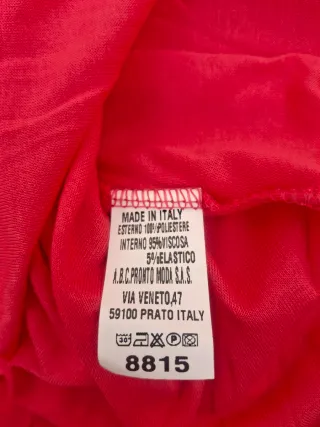 MADE IN ITALY
ESTERNO 100%POLIESTERE
INTERNO 95%VISCOSA
5%ELASTICO
A.B.C.PRONTO MODA S.A.S.
VIA VENETO,47
59100 PRATO ITALY
30° P
8815